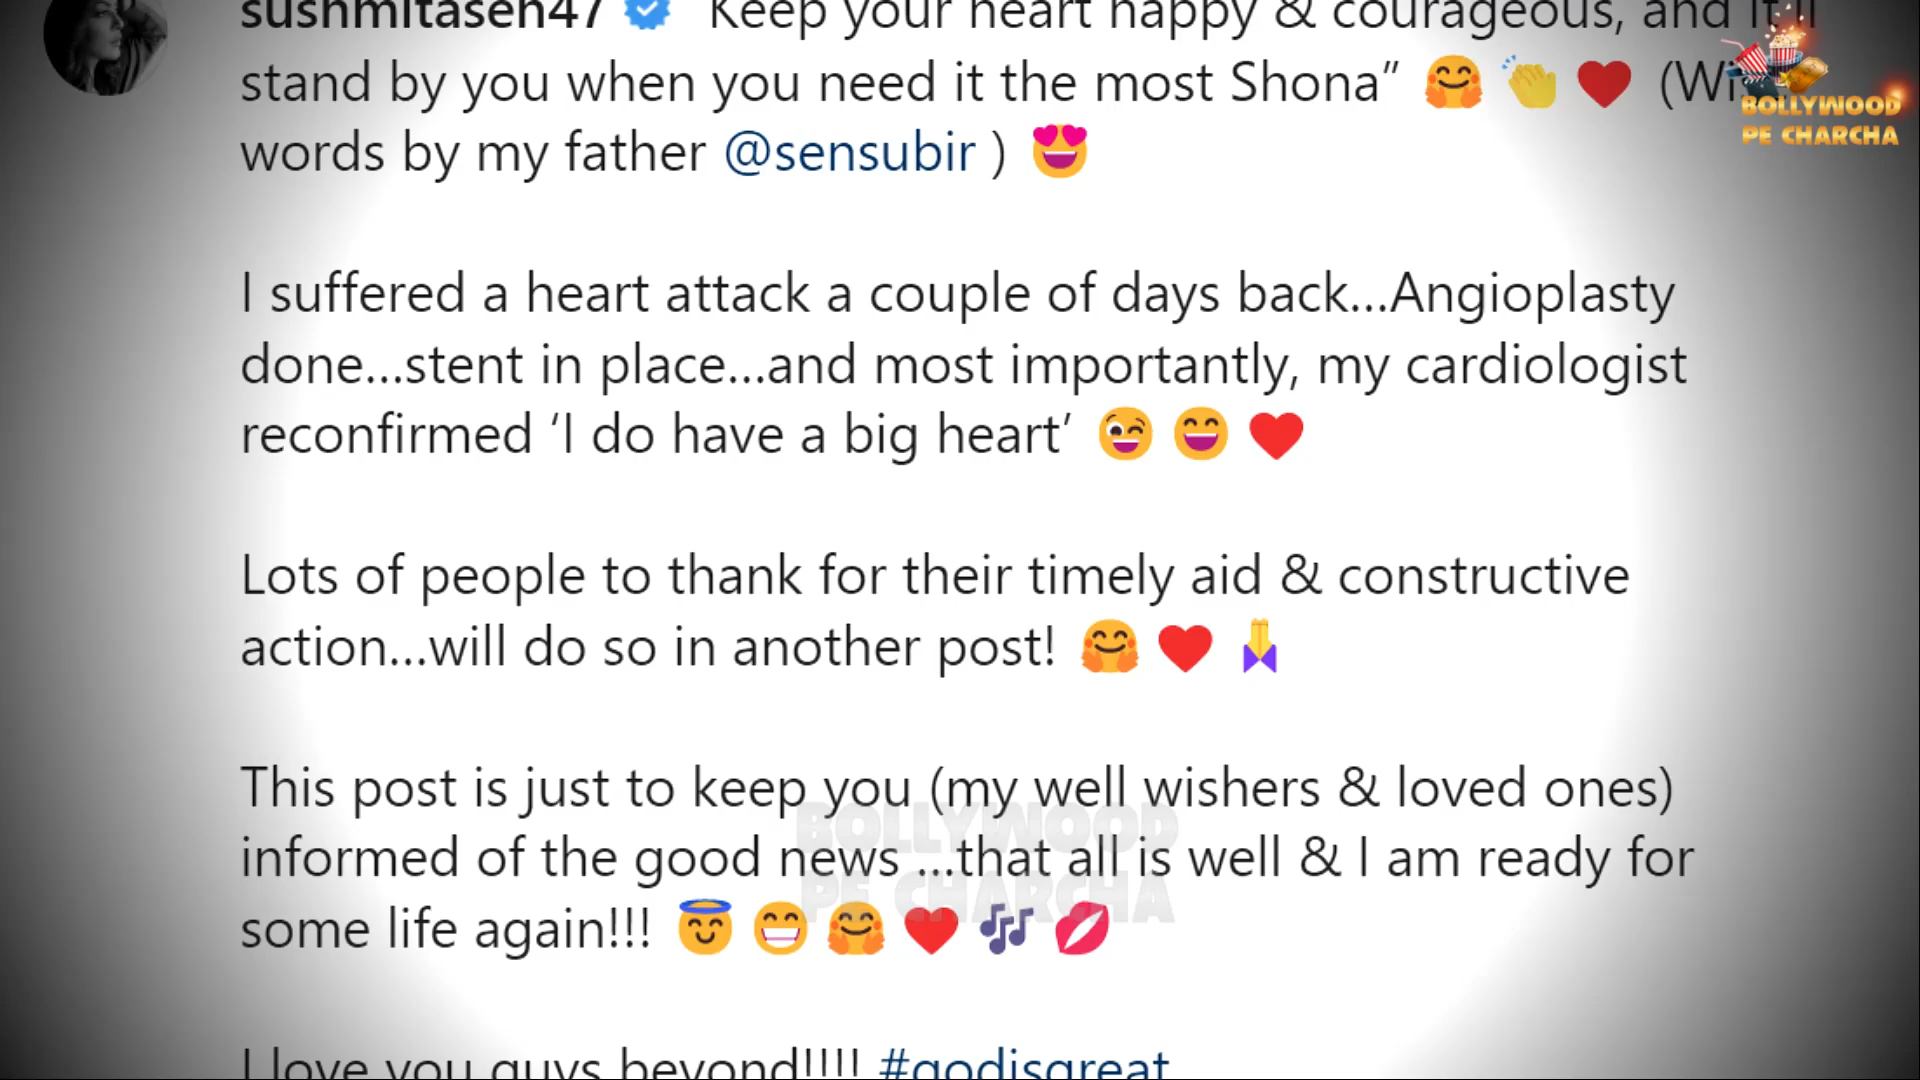 sushmitasen47 Keep your heart happy & courageous, and it'll
stand by you when you need it the most Shona” 🤗 👏 ❤️ (
words by my father @sensubir ) 😍
I suffered a heart attack a couple of days back...Angioplasty
done...stent in place...and most importantly, my cardiologist
reconfirmed ‘I do have a big heart’ 😉 😄 ❤️
Lots of people to thank for their timely aid & constructive
action...will do so in another post! 🤗 ❤️ 🙏
This post is just to keep you (my well wishers & loved ones)
informed of the good news ...that all is well & I am ready for
some life again!!! 😇 😁 🤗 ❤️ 🎶 💋
I love you guys beyond!!!! #godisgreat
BOLLYWOOD
PE CHARCHA
BOLLYWOOD
PE CHARCHA